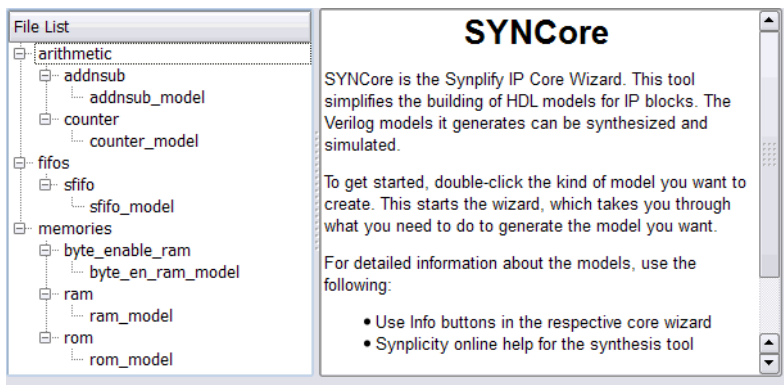 File List
arithmetic
addnsub
addnsub_model
counter
counter_model
fifos
sfifo
sfifo_model
memories
byte_enable_ram
byte_en_ram_model
ram
ram_model
rom
rom_model
SYNCore
SYNCore is the Synplify IP Core Wizard. This tool
simplifies the building of HDL models for IP blocks. The
Verilog models it generates can be synthesized and
simulated.
To get started, double-click the kind of model you want to
create. This starts the wizard, which takes you through
what you need to do to generate the model you want.
For detailed information about the models, use the
following:
• Use Info buttons in the respective core wizard
• Synplicity online help for the synthesis tool